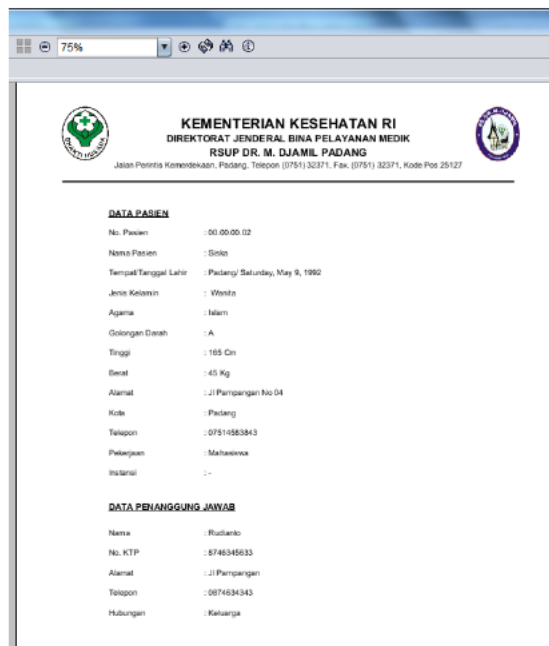 75%
BHAKTI HUSADA
KEMENTERIAN KESEHATAN RI
DIREKTORAT JENDERAL BINA PELAYANAN MEDIK
RSUP DR. M. DJAMIL PADANG
Jalan Perintis Kemerdekaan, Padang, Telepon (0751) 32371, Fax. (0751) 32371, Kode Pos 25127
DATA PASIEN
No. Pasien : 00.00.00.02
Nama Pasien : Siska
Tempat/Tanggal Lahir : Padang/ Saturday, May 9, 1992
Jenis Kelamin : Wanita
Agama : Islam
Golongan Darah : A
Tinggi : 165 Cm
Berat : 45 Kg
Alamat : Jl Pampangan No 04
Kota : Padang
Telepon : 07514583843
Pekerjaan : Mahasiswa
Instansi : -
DATA PENANGGUNG JAWAB
Nama : Rudianto
No. KTP : 8746345633
Alamat : Jl Pampangan
Telepon : 0874634343
Hubungan : Keluarga